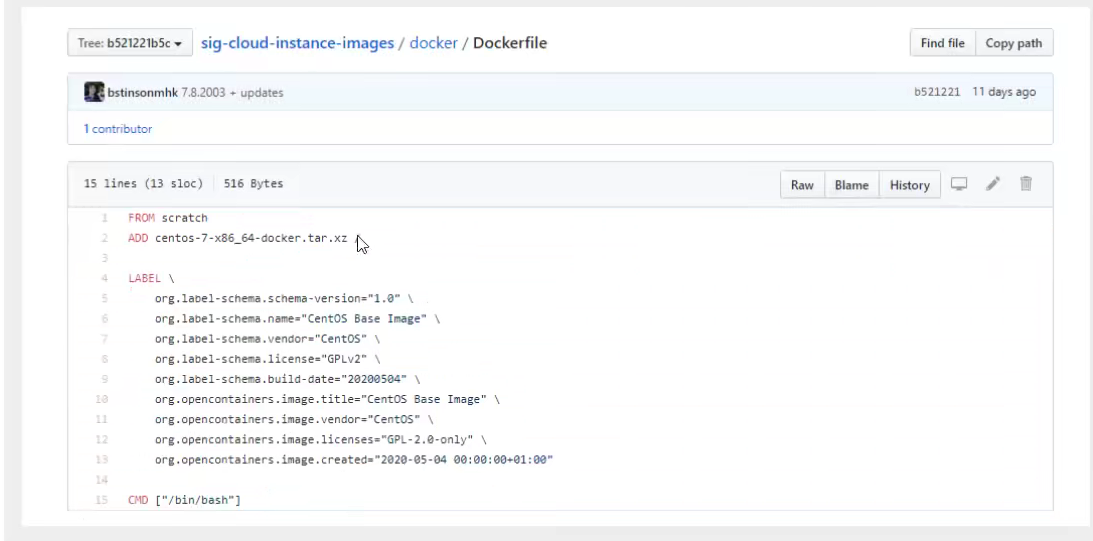 Tree: b521221b5c sig-cloud-instance-images / docker / Dockerfile Find file Copy path
bstinsonmhk 7.8.2003 + updates b521221 11 days ago
1 contributor
15 lines (13 sloc) 516 Bytes Raw Blame History
1 FROM scratch
2 ADD centos-7-x86_64-docker.tar.xz /
3
4 LABEL \
5 org.label-schema.schema-version="1.0" \
6 org.label-schema.name="CentOS Base Image" \
7 org.label-schema.vendor="CentOS" \
8 org.label-schema.license="GPLv2" \
9 org.label-schema.build-date="20200504" \
10 org.opencontainers.image.title="CentOS Base Image" \
11 org.opencontainers.image.vendor="CentOS" \
12 org.opencontainers.image.licenses="GPL-2.0-only" \
13 org.opencontainers.image.created="2020-05-04 00:00:00+01:00"
14
15 CMD ["/bin/bash"]